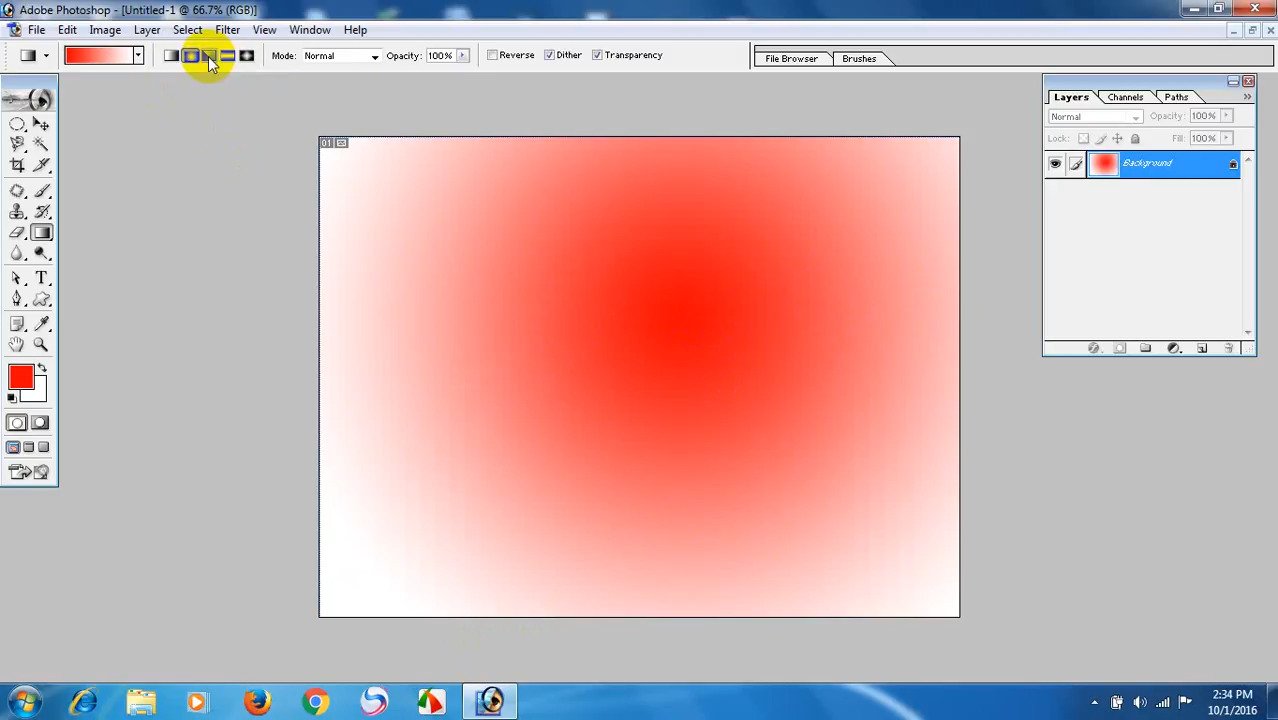 Adobe Photoshop - [Untitled-1 @ 66.7% (RGB)]
File Edit Image Layer Select Filter View Window Help
Mode: Normal Opacity: 100% Reverse Dither Transparency File Browser Brushes
Layers Channels Paths
Normal Opacity: 100%
Lock: Fill: 100%
Background
01
T
2:34 PM
10/1/2016